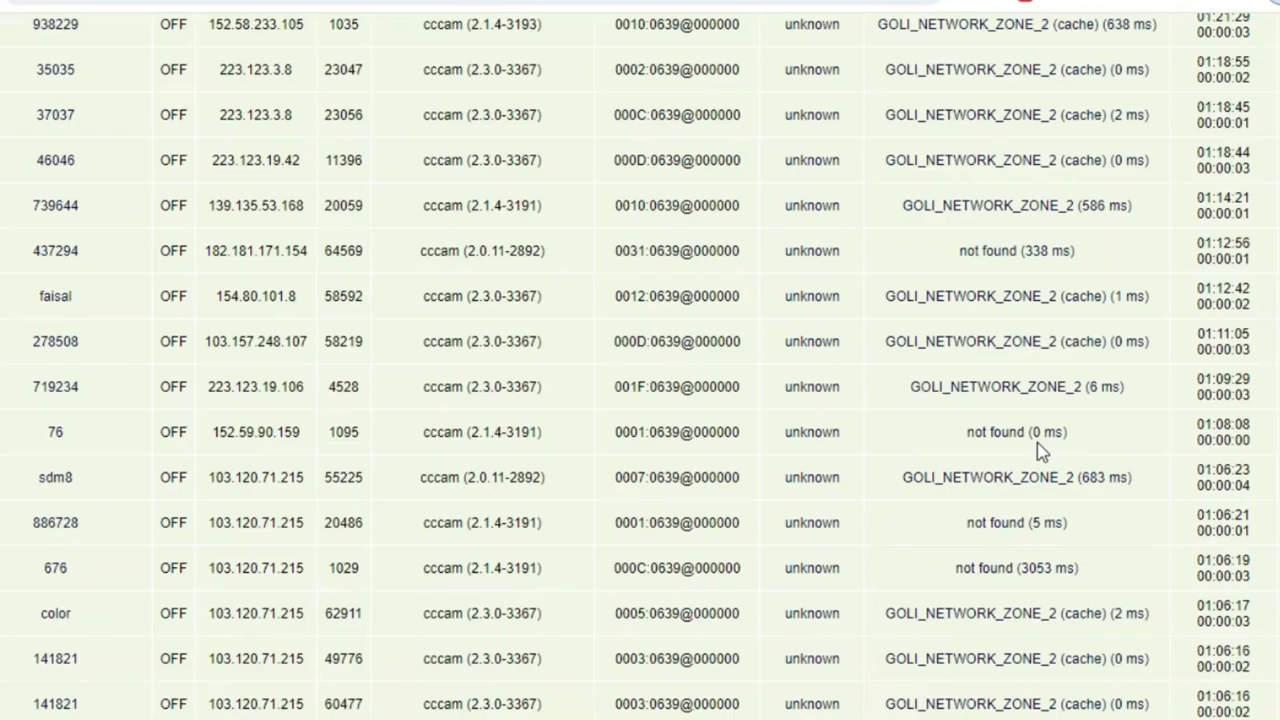 938229 OFF 152.58.233.105 1035 cccam (2.1.4-3193) 0010:0639@000000 unknown GOLI_NETWORK_ZONE_2 (cache) (638 ms) 01:21:29
00:00:03
35035 OFF 223.123.3.8 23047 cccam (2.3.0-3367) 0002:0639@000000 unknown GOLI_NETWORK_ZONE_2 (cache) (0 ms) 01:18:55
00:00:02
37037 OFF 223.123.3.8 23056 cccam (2.3.0-3367) 000C:0639@000000 unknown GOLI_NETWORK_ZONE_2 (cache) (2 ms) 01:18:45
00:00:01
46046 OFF 223.123.19.42 11396 cccam (2.3.0-3367) 000D:0639@000000 unknown GOLI_NETWORK_ZONE_2 (cache) (0 ms) 01:18:44
00:00:03
739644 OFF 139.135.53.168 20059 cccam (2.1.4-3191) 0010:0639@000000 unknown GOLI_NETWORK_ZONE_2 (586 ms) 01:14:21
00:00:01
437294 OFF 182.181.171.154 64569 cccam (2.0.11-2892) 0031:0639@000000 unknown not found (338 ms) 01:12:56
00:00:01
faisal OFF 154.80.101.8 58592 cccam (2.3.0-3367) 0012:0639@000000 unknown GOLI_NETWORK_ZONE_2 (cache) (1 ms) 01:12:42
00:00:02
278508 OFF 103.157.248.107 58219 cccam (2.3.0-3367) 000D:0639@000000 unknown GOLI_NETWORK_ZONE_2 (cache) (0 ms) 01:11:05
00:00:03
719234 OFF 223.123.19.106 4528 cccam (2.3.0-3367) 001F:0639@000000 unknown GOLI_NETWORK_ZONE_2 (6 ms) 01:09:29
00:00:03
76 OFF 152.59.90.159 1095 cccam (2.1.4-3191) 0001:0639@000000 unknown not found (0 ms) 01:08:08
00:00:00
sdm8 OFF 103.120.71.215 55225 cccam (2.0.11-2892) 0007:0639@000000 unknown GOLI_NETWORK_ZONE_2 (683 ms) 01:06:23
00:00:04
886728 OFF 103.120.71.215 20486 cccam (2.1.4-3191) 0001:0639@000000 unknown not found (5 ms) 01:06:21
00:00:01
676 OFF 103.120.71.215 1029 cccam (2.1.4-3191) 000C:0639@000000 unknown not found (3053 ms) 01:06:19
00:00:03
color OFF 103.120.71.215 62911 cccam (2.3.0-3367) 0005:0639@000000 unknown GOLI_NETWORK_ZONE_2 (cache) (2 ms) 01:06:17
00:00:03
141821 OFF 103.120.71.215 49776 cccam (2.3.0-3367) 0003:0639@000000 unknown GOLI_NETWORK_ZONE_2 (cache) (0 ms) 01:06:16
00:00:02
141821 OFF 103.120.71.215 60477 cccam (2.3.0-3367) 0003:0639@000000 unknown GOLI_NETWORK_ZONE_2 (cache) (0 ms) 01:06:16
00:00:02